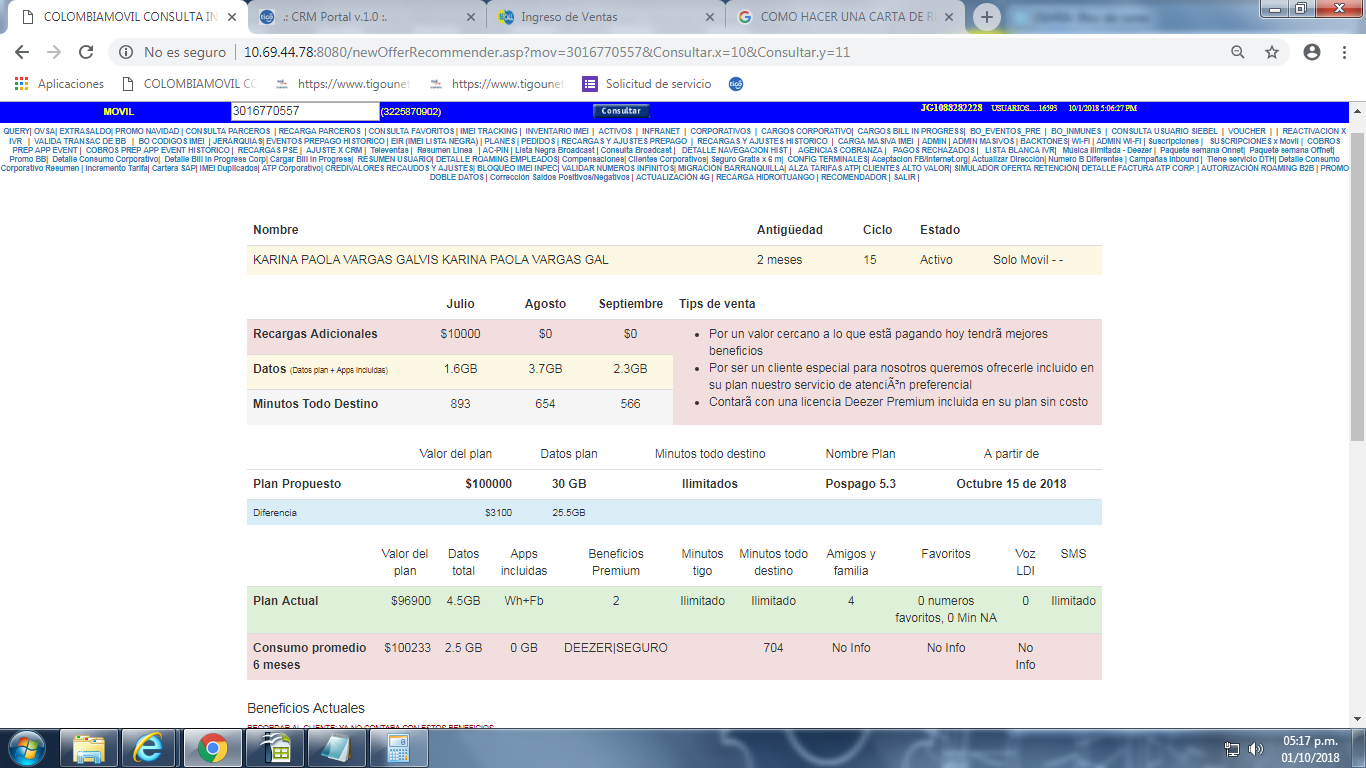 COLOMBIAMOVIL CONSULTA IN
.: CRM Portal v.1.0 :.
Ingreso de Ventas
COMO HACER UNA CARTA DE R
No es seguro | 10.69.44.78:8080/newOfferRecommender.asp?mov=3016770557&Consultar.x=10&Consultar.y=11
Aplicaciones
COLOMBIAMOVIL CO
https://www.tigounet
https://www.tigounet
Solicitud de servicio
MOVIL
3016770557
(3225870902)
Consultar
JG1088282228 USUARIOS.....16593 10/1/2018 5:06:27 PM
QUERY| OVSA| EXTRASALDO| PROMO NAVIDAD | CONSULTA PARCEROS | RECARGA PARCEROS | CONSULTA FAVORITOS | IMEI TRACKING | INVENTARIO IMEI | ACTIVOS | INFRANET | CORPORATIVOS | CARGOS CORPORATIVO| CARGOS BILL IN PROGRESS| BO_EVENTOS_PRE | BO_INMUNES | CONSULTA USUARIO SIEBEL | VOUCHER | | REACTIVACION X
IVR | VALIDA TRANSAC DE BB | BO CODIGOS IMEI | JERARQUIAS| EVENTOS PREPAGO HISTORICO | EIR (IMEI LISTA NEGRA)| PLANES | PEDIDOS | RECARGAS Y AJUSTES PREPAGO | RECARGAS Y AJUSTES HISTORICO | CARGA MASIVA IMEI | ADMIN | ADMIN MASIVOS | BACKTONES| WI-FI | ADMIN WI-FI | Suscripciones | SUSCRIPCIONES x Movil | COBROS
PREP APP EVENT | COBROS PREP APP EVENT HISTORICO | RECARGAS PSE | AJUSTE X CRM | Televentas | Resumen Linea | AC-PIN | Lista Negra Broadcast | Consulta Broadcast | DETALLE NAVEGACION HIST | AGENCIAS COBRANZA | PAGOS RECHAZADOS | LISTA BLANCA IVR| Música Ilimitada - Deezer | Paquete semana Onnet| Paquete semana Offnet|
Promo BB| Detalle Consumo Corporativo| Detalle Bill In Progress Corp| Cargar Bill In Progress| RESUMEN USUARIO| DETALLE ROAMING EMPLEADOS| Compensaciones| Clientes Corporativos| Seguro Gratis x 6 m| CONFIG TERMINALES| Aceptacion FB/Internet.org| Actualizar Dirección| Numero B Diferentes | Campañas Inbound | Tiene servicio DTH| Detalle Consumo
Corporativo Resumen | Incremento Tarifa| Cartera SAP| IMEI Duplicados| ATP Corporativo| CREDIVALORES RECAUDOS Y AJUSTES| BLOQUEO IMEI INPEC| VALIDAR NUMEROS INFINITOS| MIGRACIÓN BARRANQUILLA| ALZA TARIFAS ATP| CLIENTES ALTO VALOR| SIMULADOR OFERTA RETENCIÓN| DETALLE FACTURA ATP CORP. | AUTORIZACIÓN ROAMING B2B | PROMO
DOBLE DATOS | Corrección Saldos Positivos/Negativos | ACTUALIZACIÓN 4G | RECARGA HIDROITUANGO | RECOMENDADOR | SALIR |
Nombre Antigüedad Ciclo Estado
KARINA PAOLA VARGAS GALVIS KARINA PAOLA VARGAS GAL 2 meses 15 Activo Solo Movil - -
Julio Agosto Septiembre Tips de venta
Recargas Adicionales $10000 $0 $0
Datos (Datos plan + Apps Incluidas) 1.6GB 3.7GB 2.3GB
Minutos Todo Destino 893 654 566
• Por un valor cercano a lo que estã pagando hoy tendrã mejores
beneficios
• Por ser un cliente especial para nosotros queremos ofrecerle incluido en
su plan nuestro servicio de atenciÃ³n preferencial
• Contarã con una licencia Deezer Premium incluida en su plan sin costo
Valor del plan Datos plan Minutos todo destino Nombre Plan A partir de
Plan Propuesto $100000 30 GB Ilimitados Pospago 5.3 Octubre 15 de 2018
Diferencia $3100 25.5GB
Valor del Datos Apps Beneficios Minutos Minutos todo Amigos y Favoritos Voz SMS
plan total incluidas Premium tigo destino familia LDI
Plan Actual $96900 4.5GB Wh+Fb 2 Ilimitado Ilimitado 4 0 numeros 0 Ilimitado
favoritos, 0 Min NA
Consumo promedio $100233 2.5 GB 0 GB DEEZER|SEGURO 704 No Info No Info No
6 meses Info
Beneficios Actuales
RECORDAR AL CLIENTE: YA NO CONTARA CON ESTOS BENEFICIOS
05:17 p.m.
01/10/2018